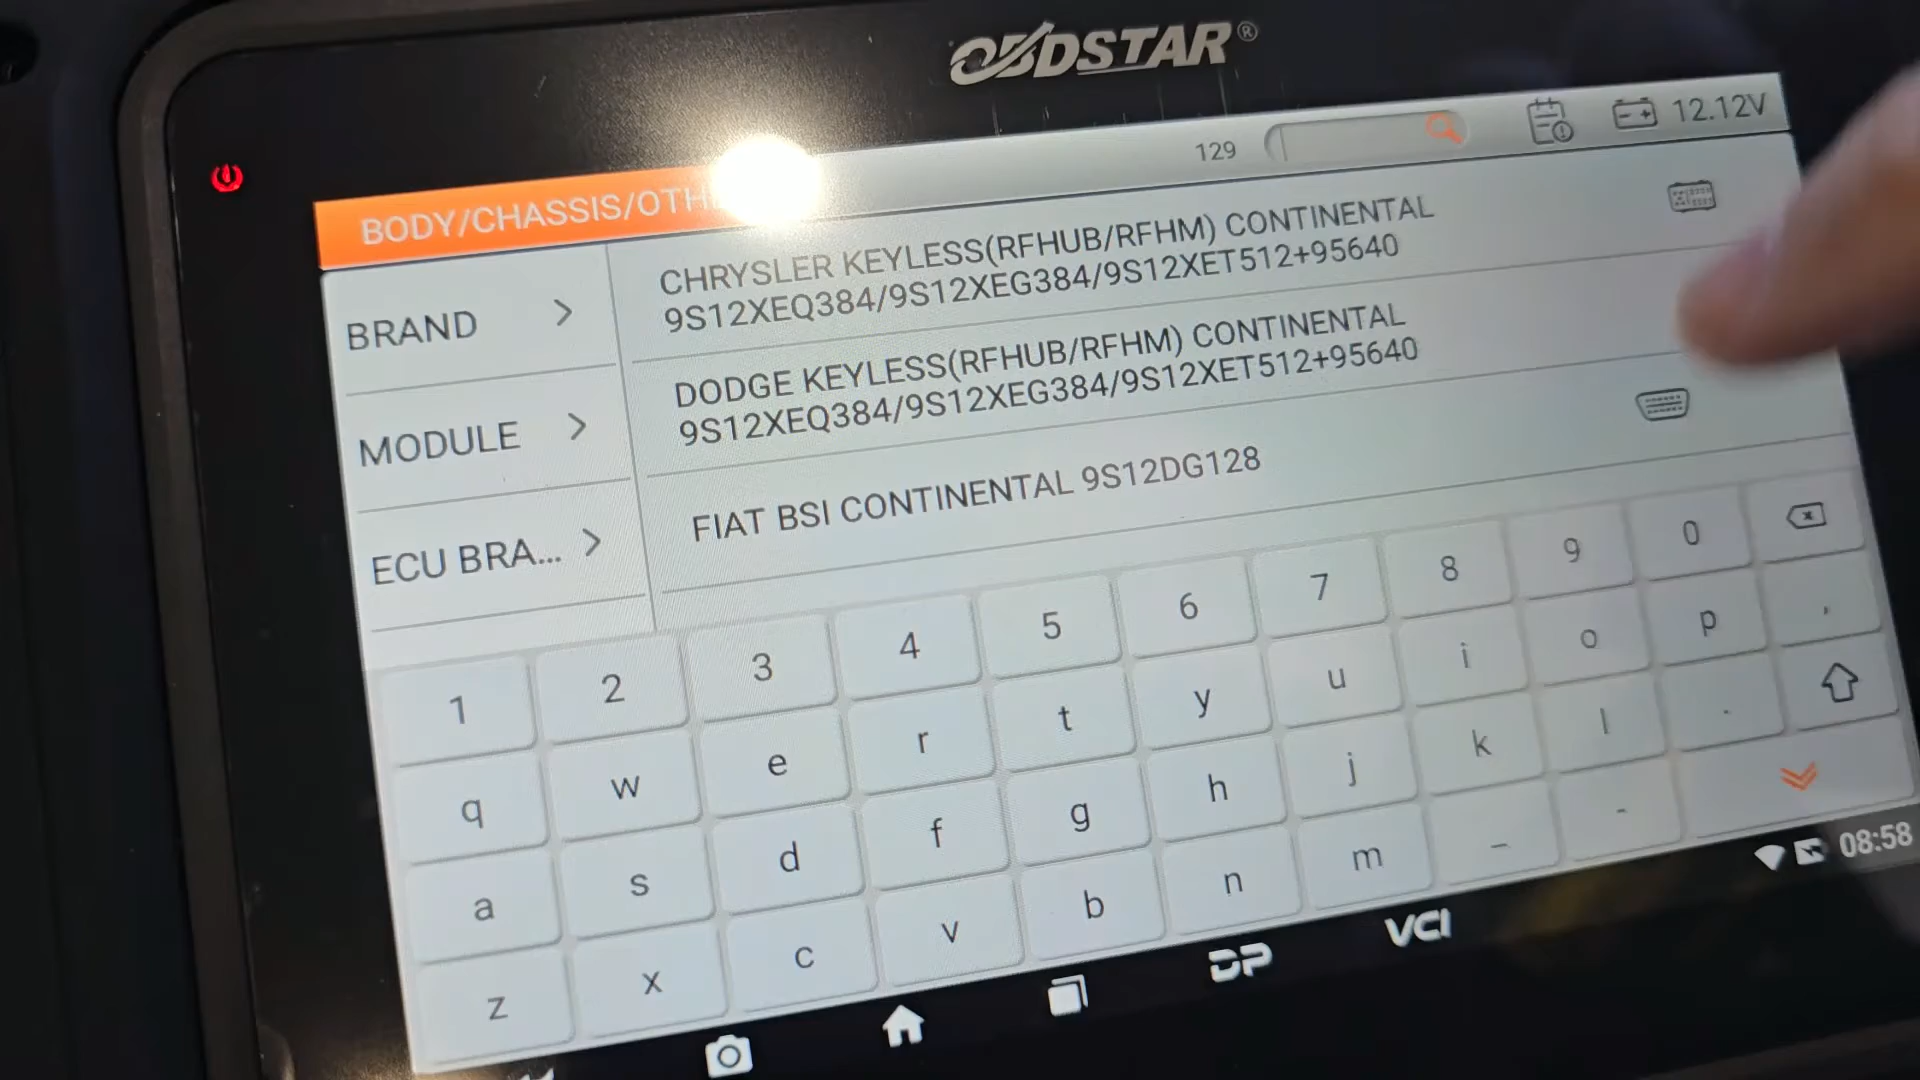 OBDSTAR®
129
12.12V
BODY/CHASSIS/OTH
BRAND >
MODULE >
ECU BRA... >
CHRYSLER KEYLESS(RFHUB/RFHM) CONTINENTAL
9S12XEQ384/9S12XEG384/9S12XET512+95640
DODGE KEYLESS(RFHUB/RFHM) CONTINENTAL
9S12XEQ384/9S12XEG384/9S12XET512+95640
FIAT BSI CONTINENTAL 9S12DG128
1 2 3 4 5 6 7 8 9 0
q w e r t y u i o p ,
a s d f g h j k l .
z x c v b n m _ -
08:58
DP
VCI